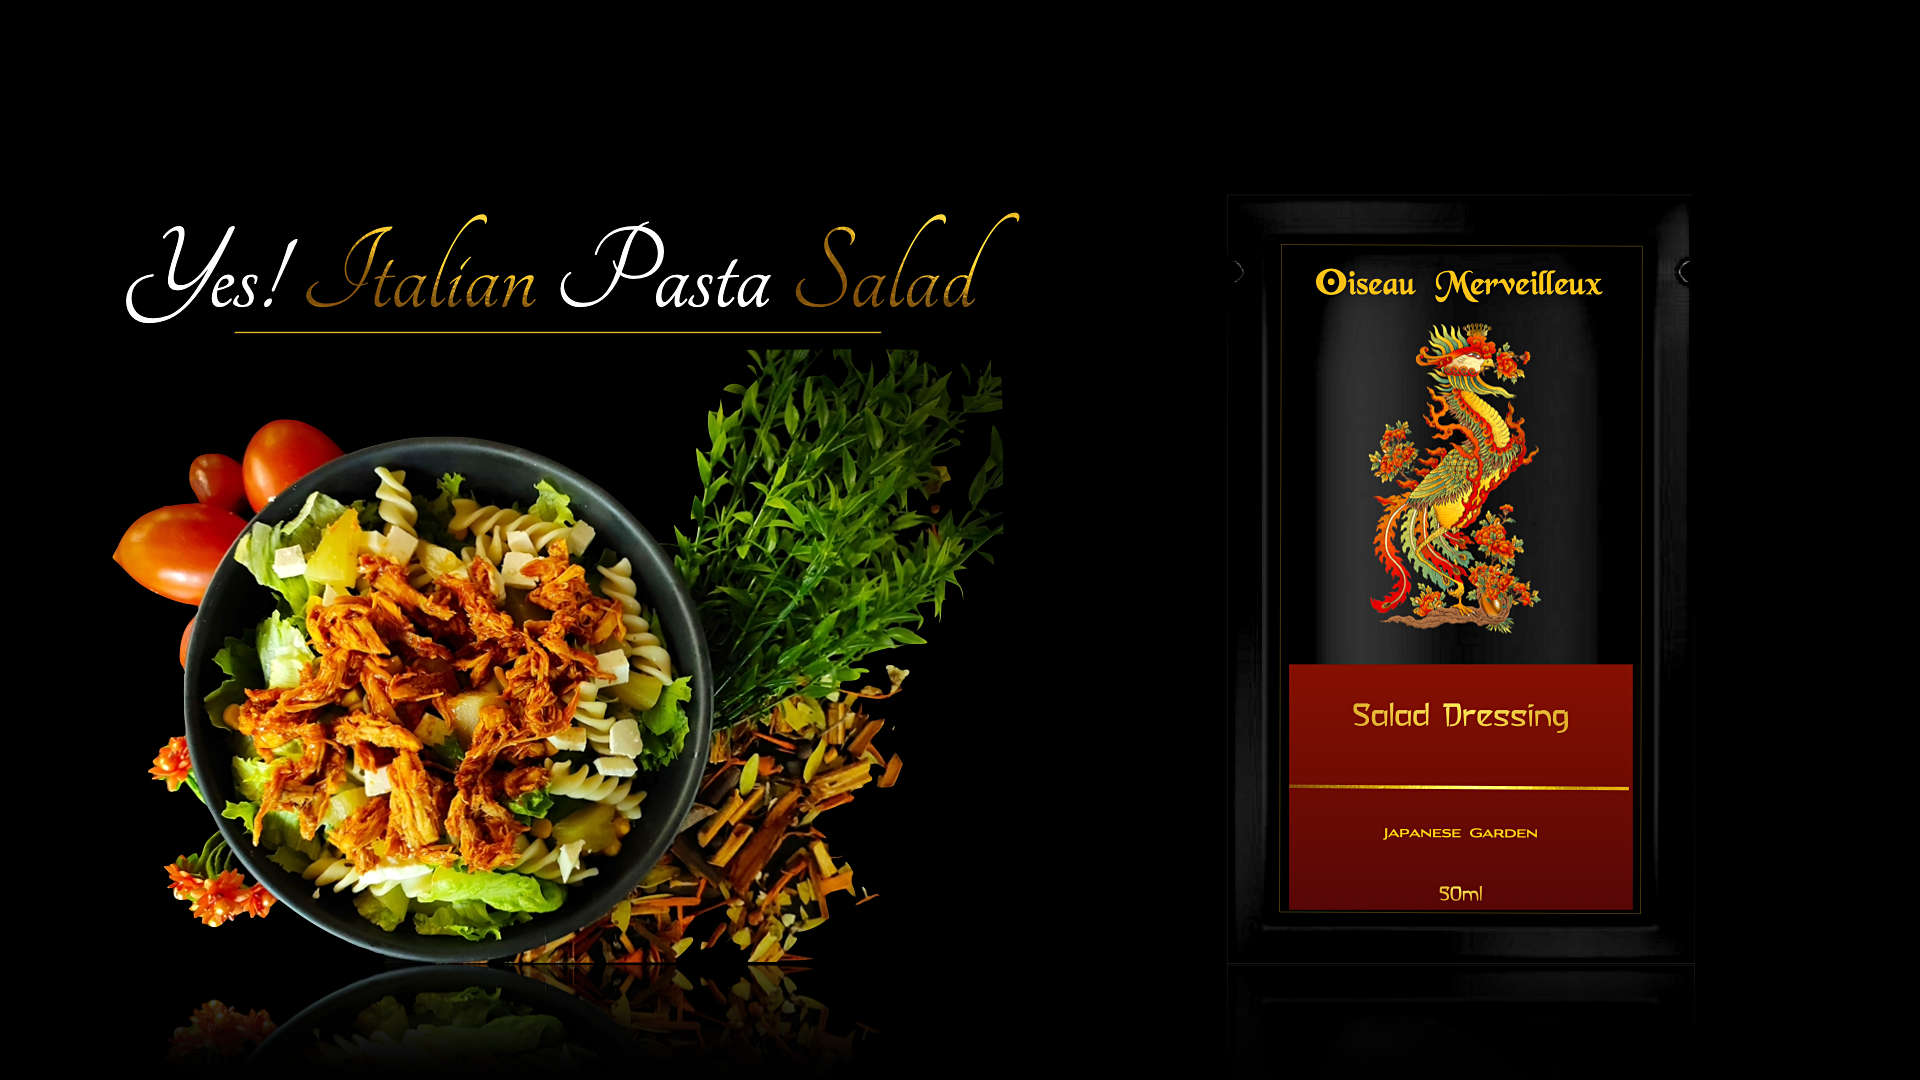 Yes! Italian Pasta Salad
Oiseau Merveilleux
Salad Dressing
Japanese Garden
50ml